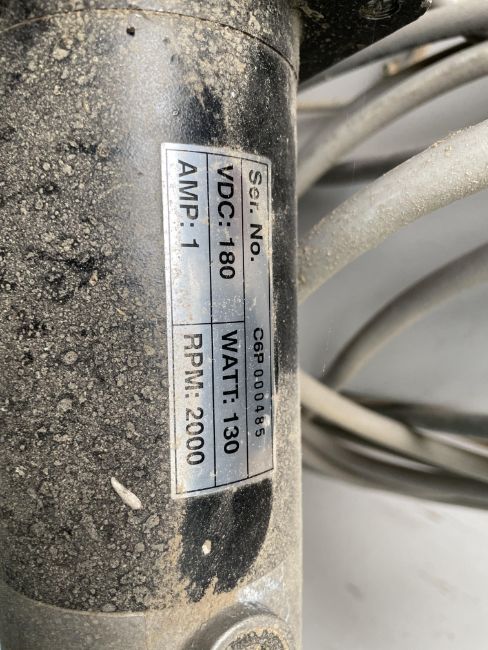 Ser. No. C6P000485
VDC: 180 WATT: 130
AMP: 1 RPM: 2000